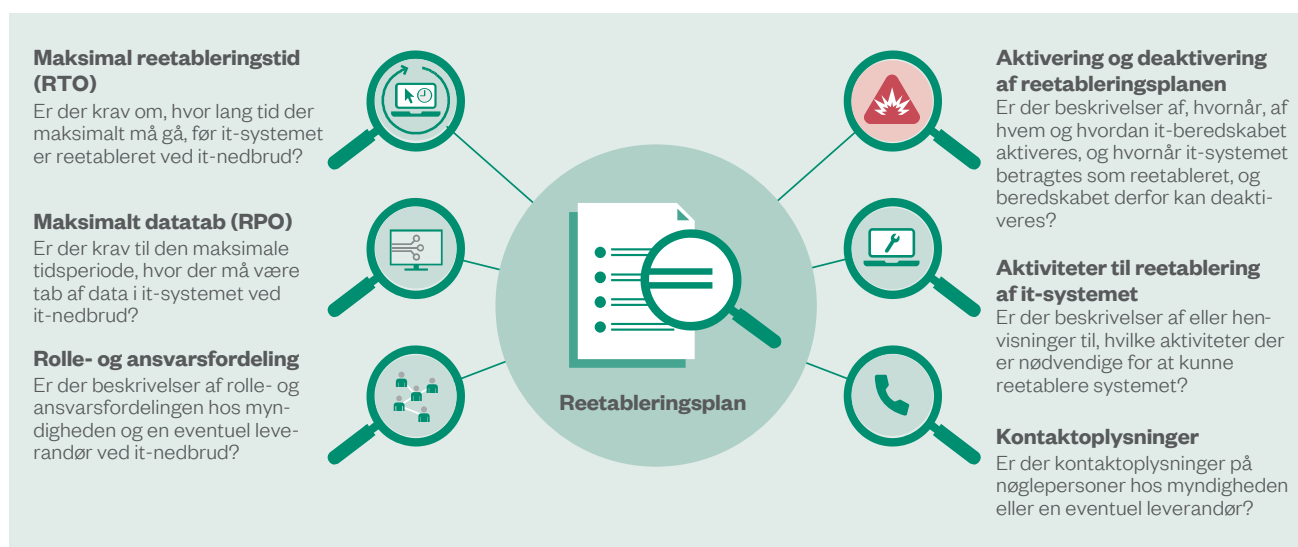 Maksimal reetableringstid
(RTO)
Er der krav om, hvor lang tid der
maksimalt må gå, før it-systemet
er reetableret ved it-nedbrud?
Maksimalt datatab (RPO)
Er der krav til den maksimale
tidsperiode, hvor der må være
tab af data i it-systemet ved
it-nedbrud?
Rolle- og ansvarsfordeling
Er der beskrivelser af rolle- og
ansvarsfordelingen hos myn-
digheden og en eventuel leve-
randør ved it-nedbrud?
Reetableringsplan
Aktivering og deaktivering
af reetableringsplanen
Er der beskrivelser af, hvornår, af
hvem og hvordan it-beredskabet
aktiveres, og hvornår it-systemet
betragtes som reetableret, og
beredskabet derfor kan deakti-
veres?
Aktiviteter til reetablering
af it-systemet
Er der beskrivelser af eller hen-
visninger til, hvilke aktiviteter der
er nødvendige for at kunne
reetablere systemet?
Kontaktoplysninger
Er der kontaktoplysninger på
nøglepersoner hos myndigheden
eller en eventuel leverandør?